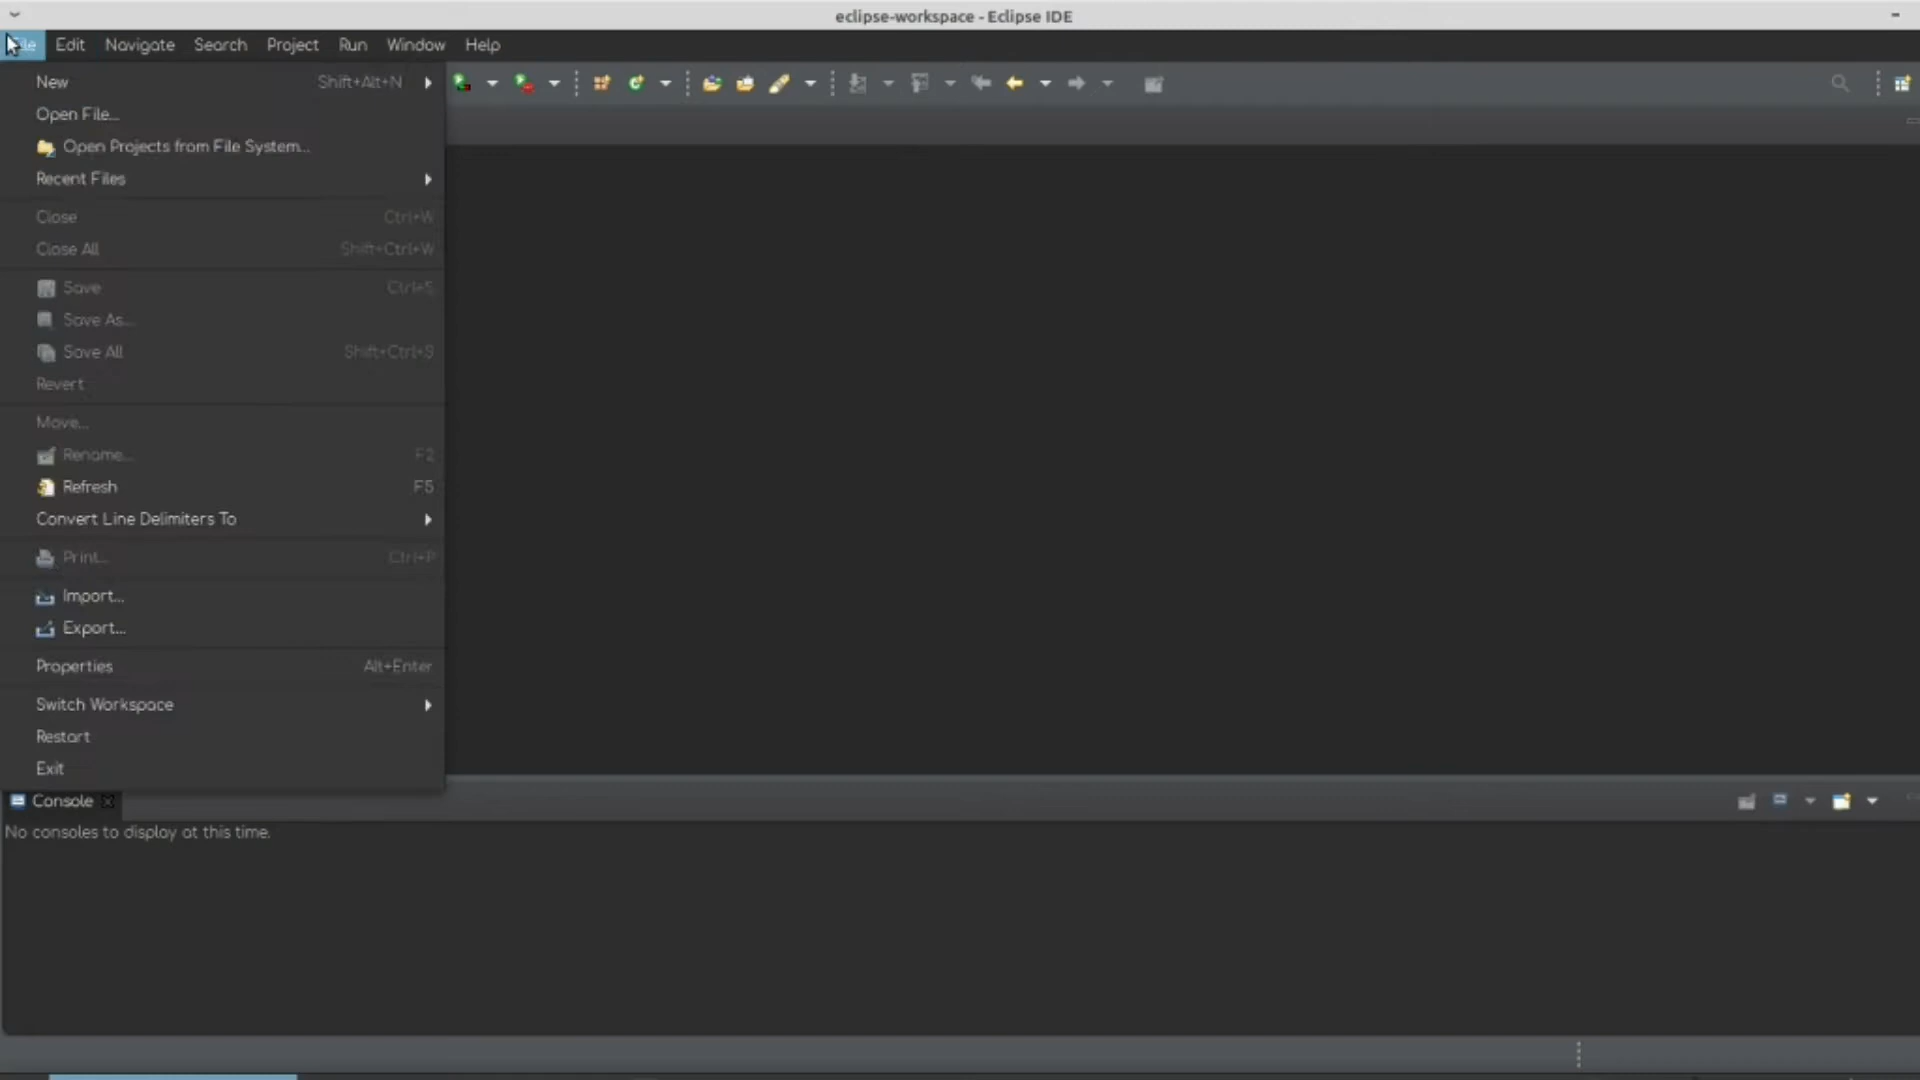 eclipse-workspace - Eclipse IDE
File Edit Navigate Search Project Run Window Help
New Shift+Alt+N
Open File...
Open Projects from File System...
Recent Files
Close Ctrl+W
Close All Shift+Ctrl+W
Save Ctrl+S
Save As...
Save All Shift+Ctrl+S
Revert
Move...
Rename... F2
Refresh F5
Convert Line Delimiters To
Print... Ctrl+P
Import...
Export...
Properties Alt+Enter
Switch Workspace
Restart
Exit
Console
No consoles to display at this time.